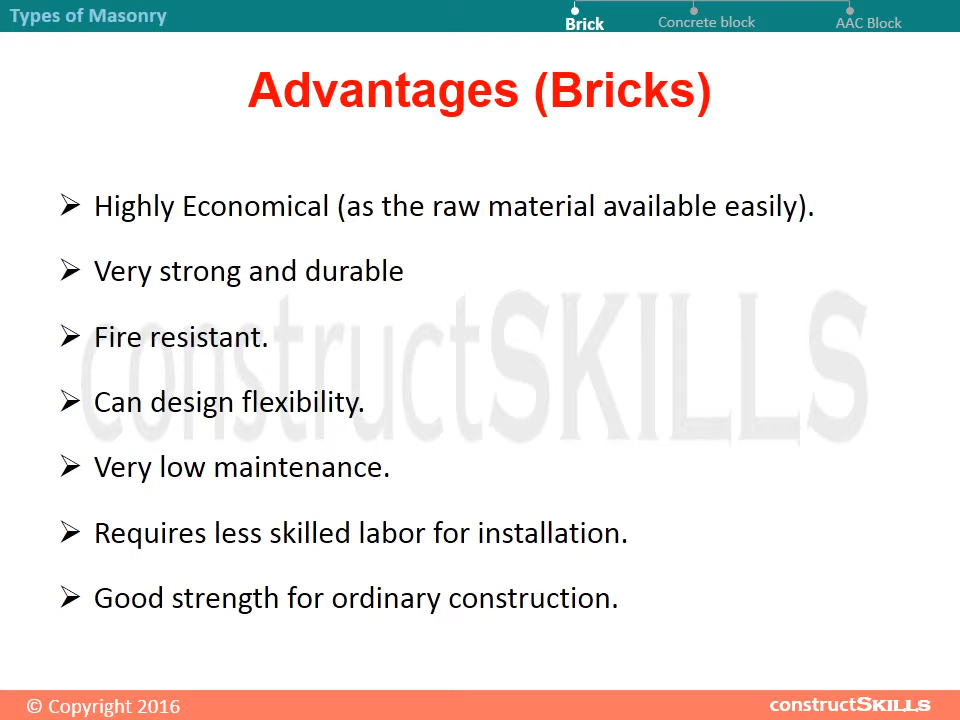 Types of Masonry
Brick
Concrete block
AAC Block
Advantages (Bricks)
➢ Highly Economical (as the raw material available easily).
➢ Very strong and durable
➢ Fire resistant.
➢ Can design flexibility.
➢ Very low maintenance.
➢ Requires less skilled labor for installation.
➢ Good strength for ordinary construction.
constructSKILLS
© Copyright 2016
constructSKILLS